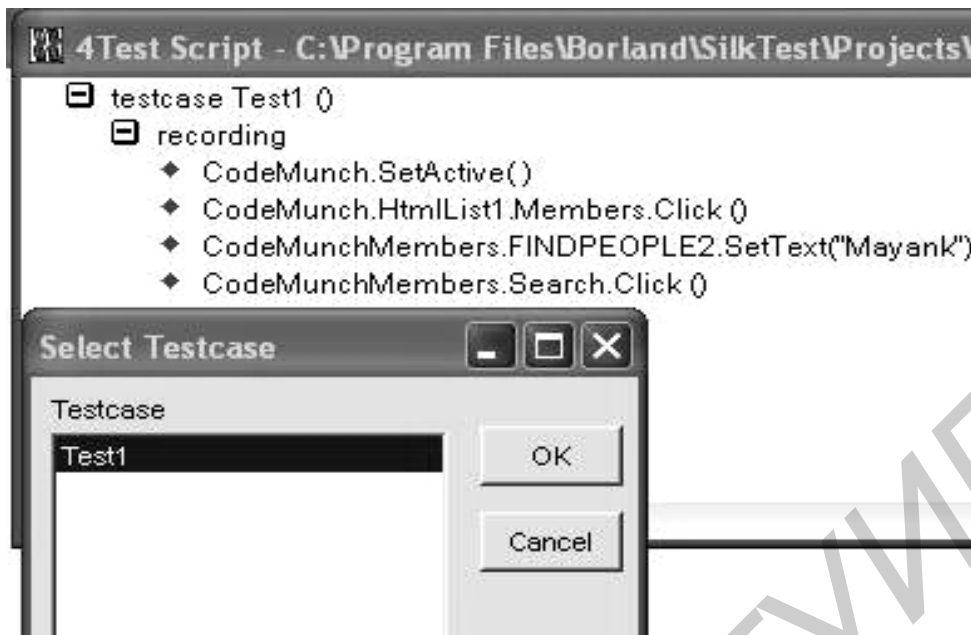 4Test Script - C:\Program Files\Borland\SilkTest\Projects\
testcase Test1 ()
recording
CodeMunch.SetActive()
CodeMunch.HtmlList1.Members.Click ()
CodeMunchMembers.FINDPEOPLE2.SetText("Mayank")
CodeMunchMembers.Search.Click ()
Select Testcase
Testcase
Test1
OK
Cancel